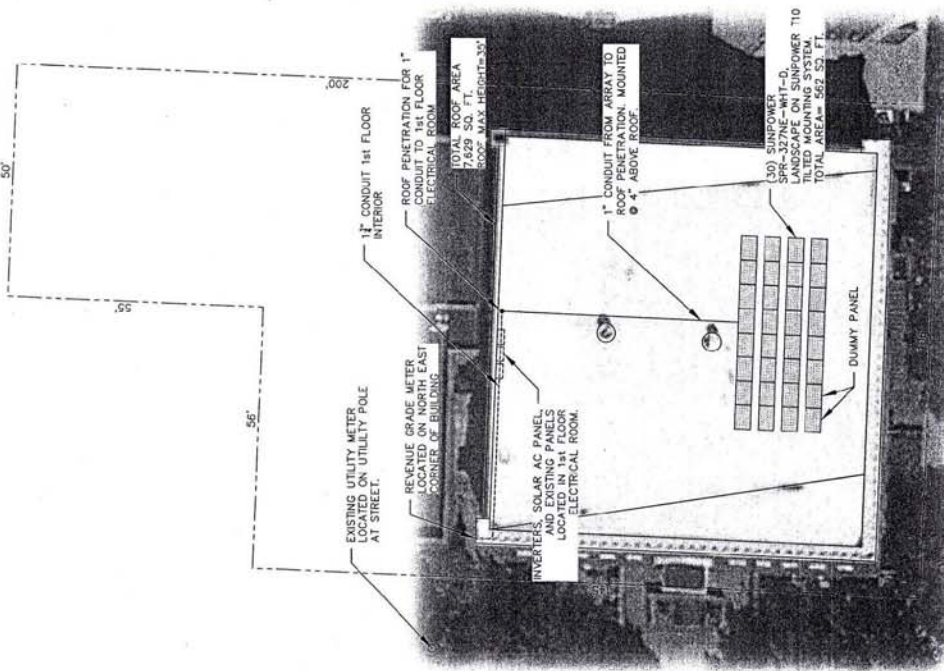 50'
200'
55'
56'
EXISTING UTILITY METER
LOCATED ON UTILILTY POLE
AT STREET.
REVENUE GRADE METER
LOCATED ON NORTH EAST
CORNER OF BUILDING
INVERTERS, SOLAR AC PANEL,
AND EXISTING PANELS
LOCATED IN 1st FLOOR
ELECTRICAL ROOM.
CONDUIT 1st FLOOR
INTERIOR
ROOF PENETRATION FOR 1"
CONDUIT TO 1st FLOOR
ELECTRICAL ROOM
TOTAL ROOF AREA
7,629 SQ. FT.
ROOF MAX HEIGHT=35'
1" CONDUIT FROM ARRAY TO
ROOF PENETRATION. MOUNTED
@ 4" ABOVE ROOF.
(30) SUNPOWER
SPR-327NE-WHT-D,
LANDSCAPE ON SUNPOWER T10
TILTED MOUNTING SYSTEM.
TOTAL AREA= 562 SQ. FT.
DUMMY PANEL